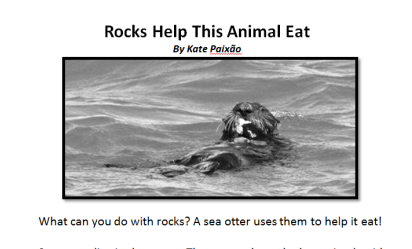 Rocks Help This Animal Eat
By Kate Paixão
What can you do with rocks? A sea otter uses them to help it eat!